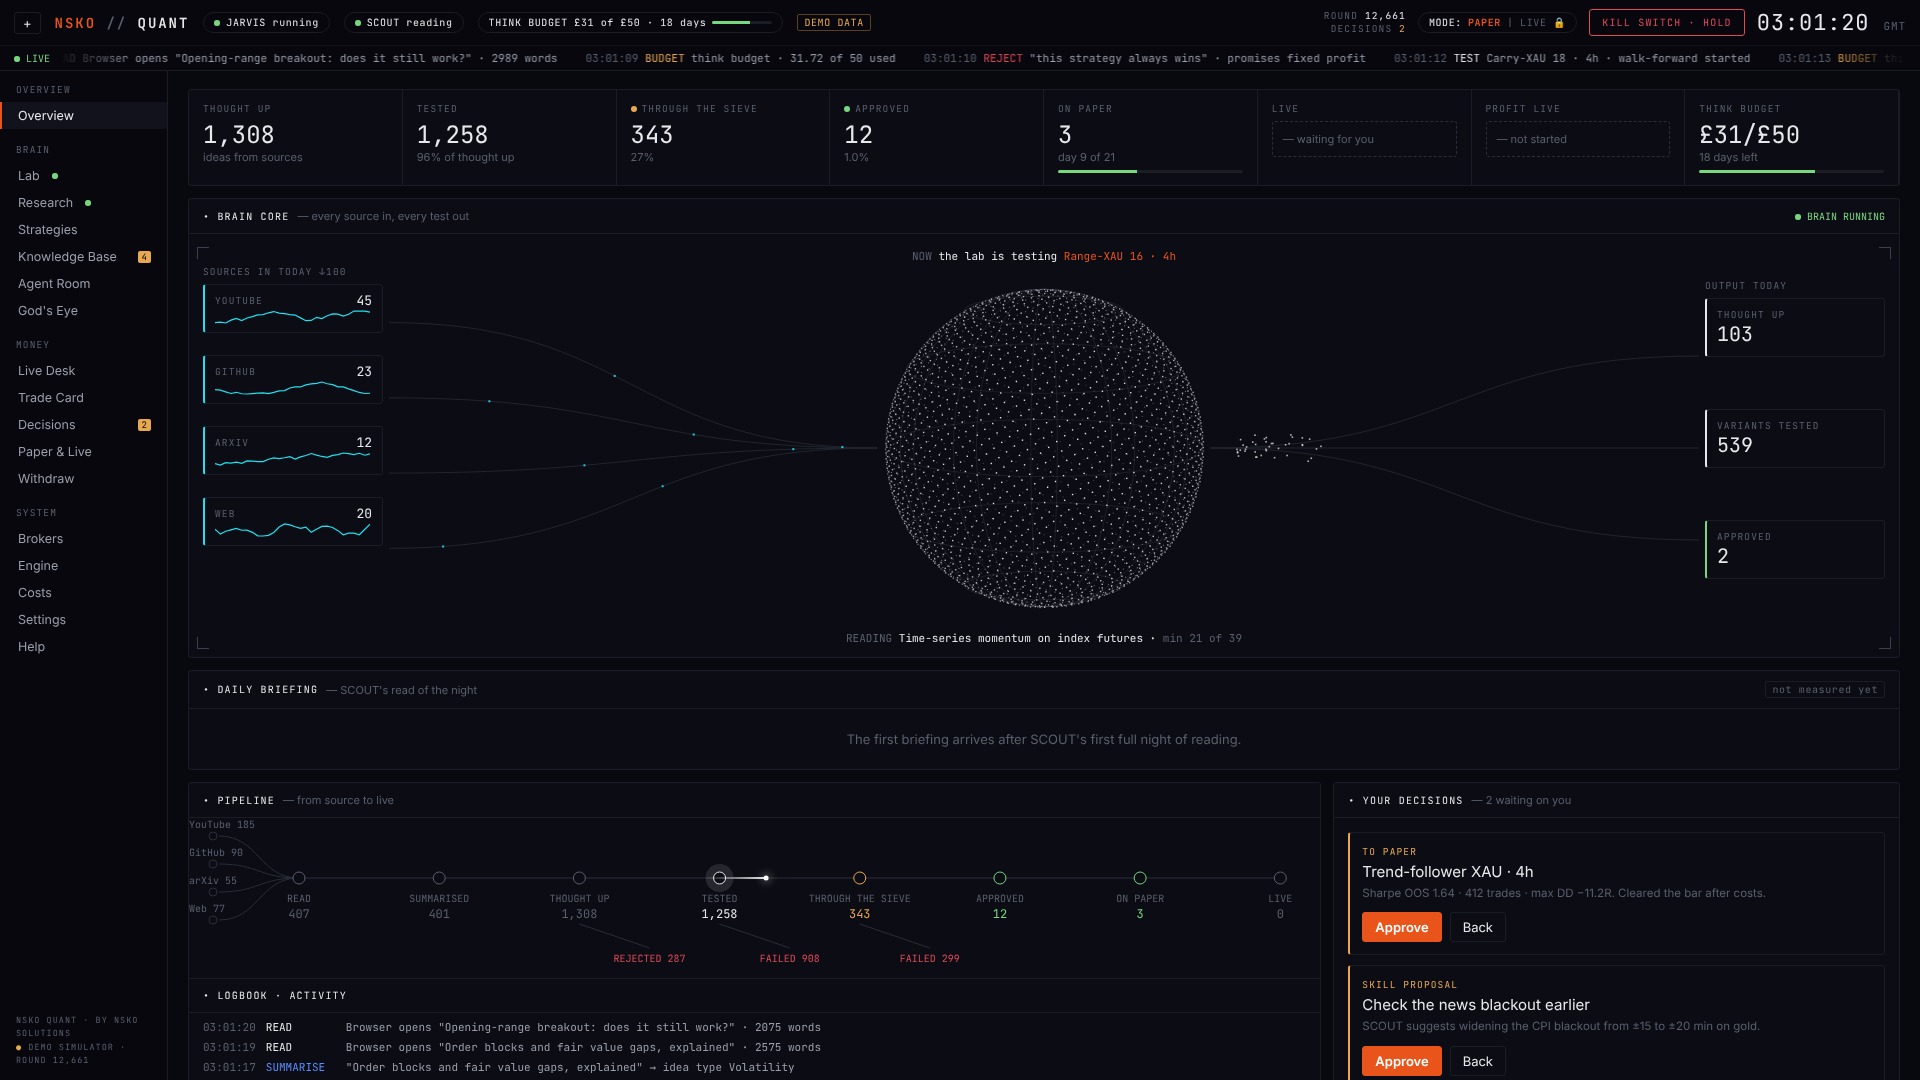 + NSKO // QUANT JARVIS running SCOUT reading THINK BUDGET £31 of £50 · 18 days DEMO DATA
ROUND 12,661
DECISIONS 2
MODE: PAPER | LIVE KILL SWITCH · HOLD 03:01:20 GMT
LIVE Browser opens "Opening-range breakout: does it still work?" · 2989 words 03:01:09 BUDGET think budget · 31.72 of 50 used 03:01:10 REJECT "this strategy always wins" · promises fixed profit 03:01:12 TEST Carry-XAU 18 · 4h · walk-forward started 03:01:13 BUDGET
OVERVIEW
Overview
BRAIN
Lab
Research
Strategies
Knowledge Base 4
Agent Room
God's Eye
MONEY
Live Desk
Trade Card
Decisions 2
Paper & Live
Withdraw
SYSTEM
Brokers
Engine
Costs
Settings
Help
NSKO QUANT · BY NSKO
SOLUTIONS
DEMO SIMULATOR ·
ROUND 12,661
THOUGHT UP
1,308
ideas from sources
TESTED
1,258
96% of thought up
THROUGH THE SIEVE
343
27%
APPROVED
12
1.0%
ON PAPER
3
day 9 of 21
LIVE
— waiting for you
PROFIT LIVE
— not started
THINK BUDGET
£31/£50
18 days left
• BRAIN CORE — every source in, every test out
BRAIN RUNNING
NOW the lab is testing Range-XAU 16 · 4h
SOURCES IN TODAY ↓100
YOUTUBE 45
GITHUB 23
ARXIV 12
WEB 20
OUTPUT TODAY
THOUGHT UP
103
VARIANTS TESTED
539
APPROVED
2
READING Time-series momentum on index futures · min 21 of 39
• DAILY BRIEFING — SCOUT's read of the night
not measured yet
The first briefing arrives after SCOUT's first full night of reading.
• PIPELINE — from source to live
YouTube 185
GitHub 90
arXiv 55
Web 77
READ
407
SUMMARISED
401
THOUGHT UP
1,308
TESTED
1,258
THROUGH THE SIEVE
343
APPROVED
12
ON PAPER
3
LIVE
0
REJECTED 287
FAILED 908
FAILED 299
• LOGBOOK · ACTIVITY
03:01:20 READ Browser opens "Opening-range breakout: does it still work?" · 2075 words
03:01:19 READ Browser opens "Order blocks and fair value gaps, explained" · 2575 words
03:01:17 SUMMARISE "Order blocks and fair value gaps, explained" → idea type Volatility
• YOUR DECISIONS — 2 waiting on you
TO PAPER
Trend-follower XAU · 4h
Sharpe OOS 1.64 · 412 trades · max DD −11.2R. Cleared the bar after costs.
Approve Back
SKILL PROPOSAL
Check the news blackout earlier
SCOUT suggests widening the CPI blackout from ±15 to ±20 min on gold.
Approve Back